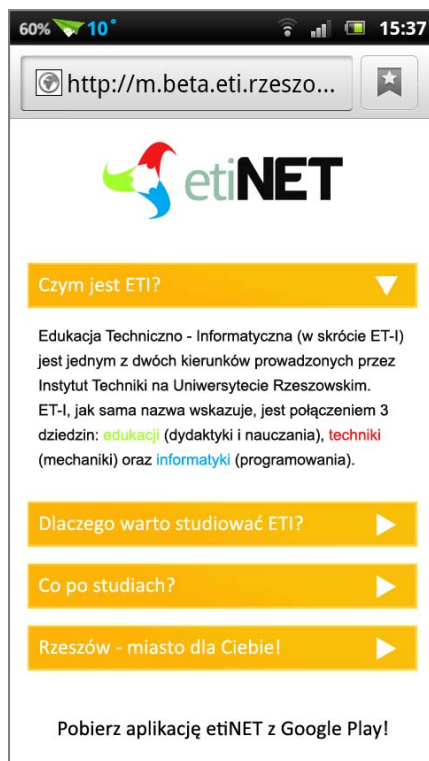 60% 10° 15:37
http://m.beta.eti.rzeszo...
etiNET
Czym jest ETI?
Edukacja Techniczno - Informatyczna (w skrócie ET-I)
jest jednym z dwóch kierunków prowadzonych przez
Instytut Techniki na Uniwersytecie Rzeszowskim.
ET-I, jak sama nazwa wskazuje, jest połączeniem 3
dziedzin: edukacji (dydaktyki i nauczania), techniki
(mechaniki) oraz informatyki (programowania).
Dlaczego warto studiować ETI?
Co po studiach?
Rzeszów - miasto dla Ciebie!
Pobierz aplikację etiNET z Google Play!